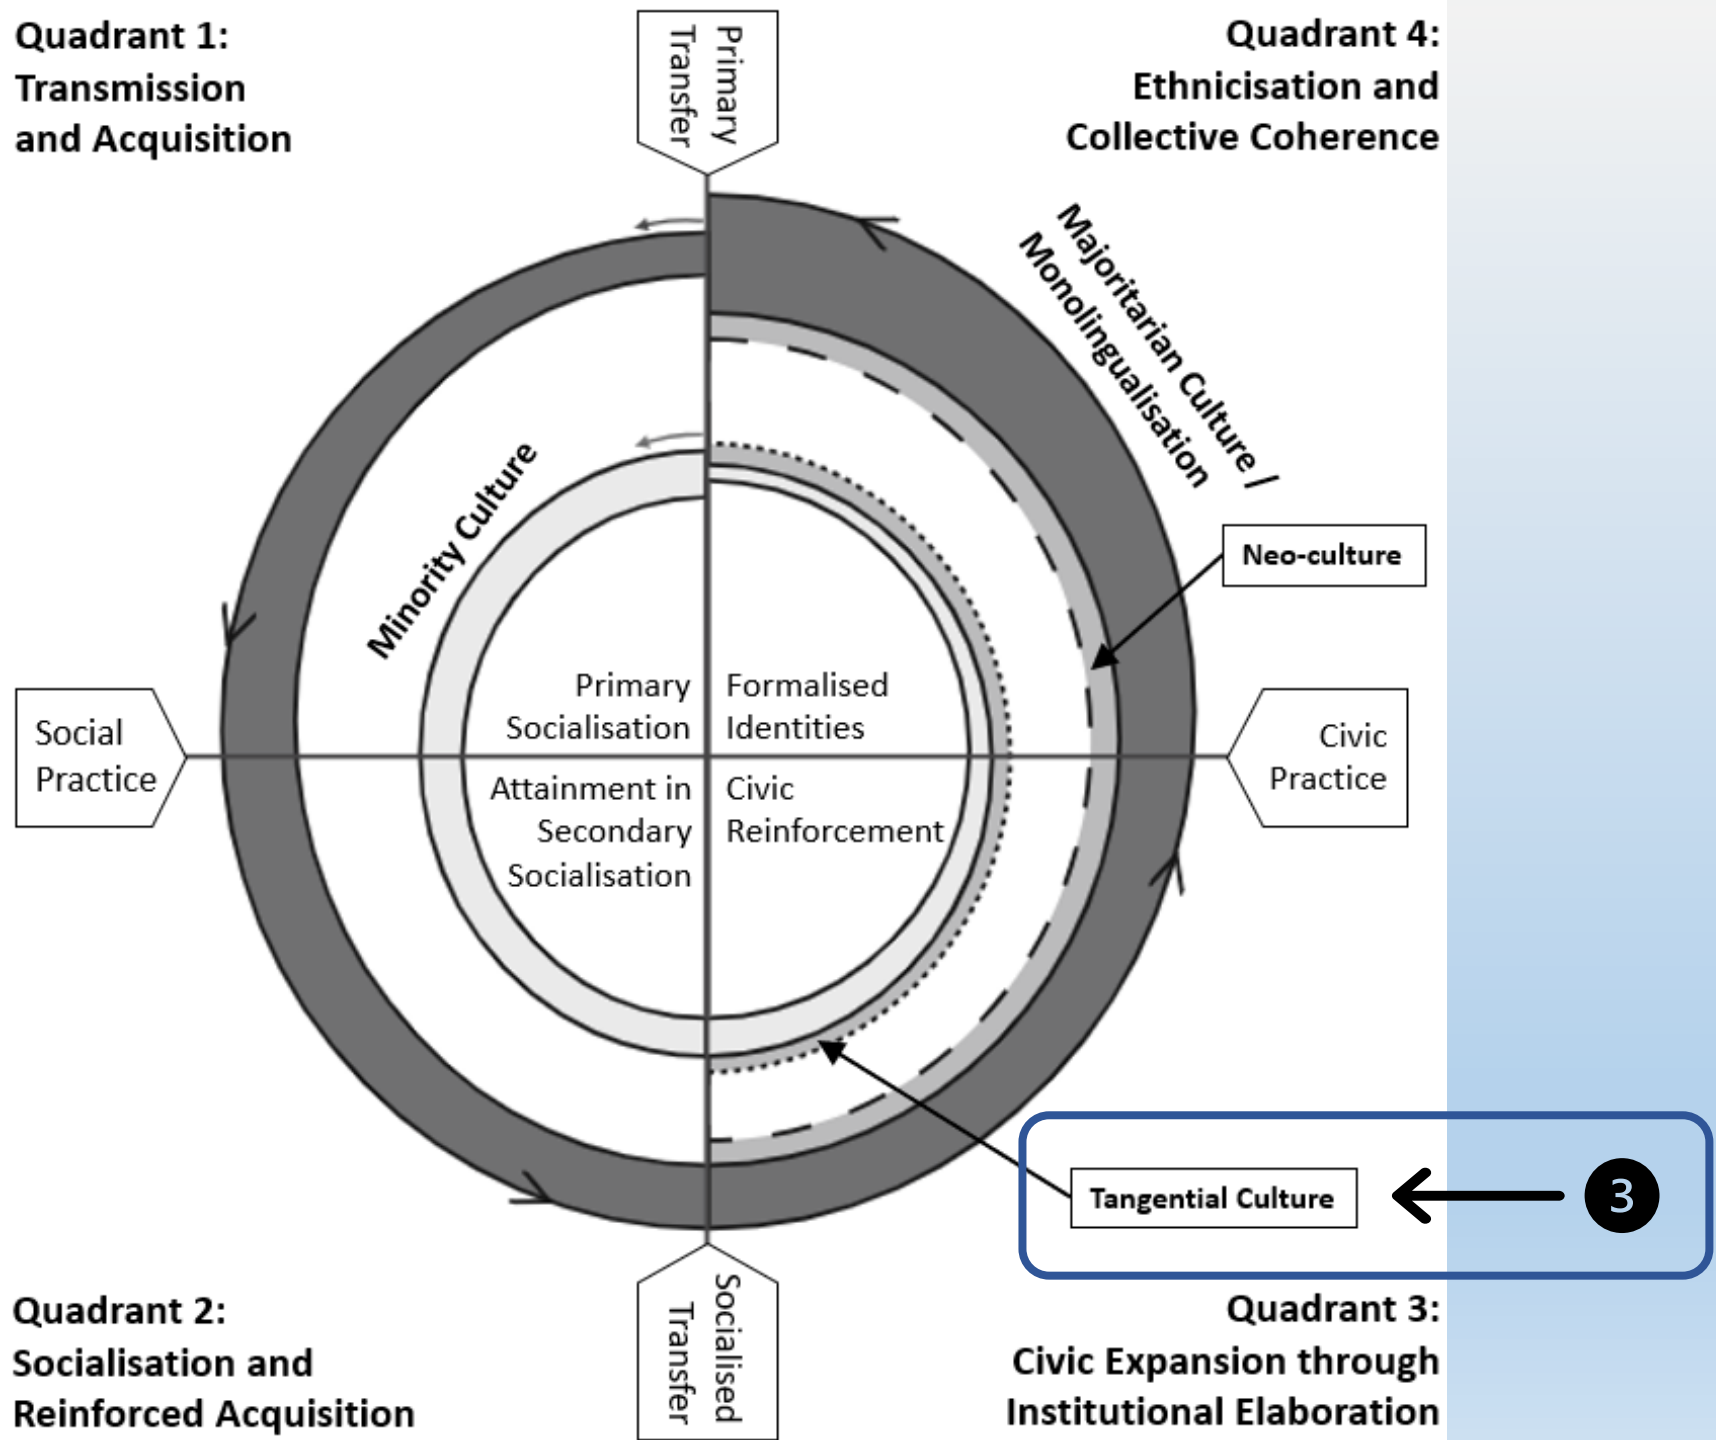 Quadrant 1:
Transmission
and Acquisition
Primary
Transfer
Quadrant 4:
Ethnicisation and
Collective Coherence
Majoritarian Culture /
Monolingualisation
Minority Culture
Neo-culture
Primary
Socialisation
Formalised
Identities
Social
Practice
Civic
Practice
Attainment in
Secondary
Socialisation
Civic
Reinforcement
Tangential Culture
3
Quadrant 2:
Socialisation and
Reinforced Acquisition
Socialised
Transfer
Quadrant 3:
Civic Expansion through
Institutional Elaboration